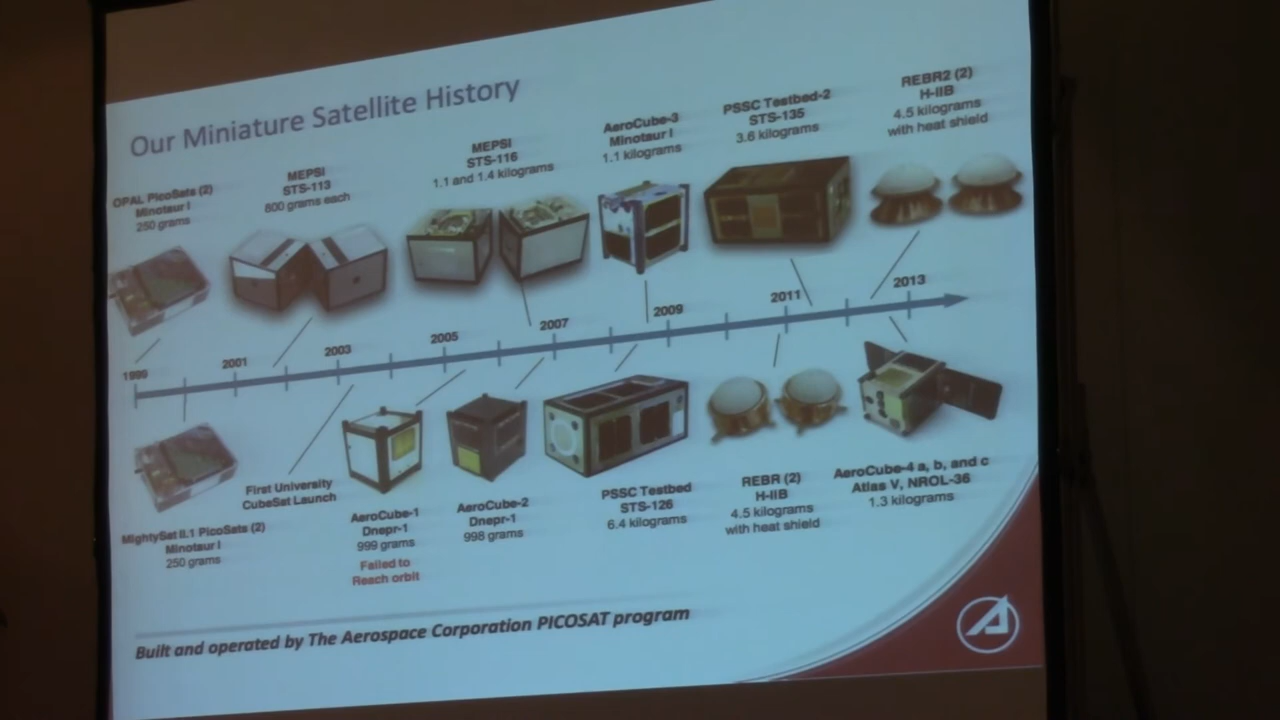 Our Miniature Satellite History
OPAL PicoSats (2)
Minotaur I
250 grams
MEPSI
STS-113
800 grams each
MEPSI
STS-116
1.1 and 1.4 kilograms
AeroCube-3
Minotaur I
1.1 kilograms
PSSC Testbed-2
STS-135
3.6 kilograms
REBR2 (2)
H-IIB
4.5 kilograms
with heat shield
1999
2001
2003
2005
2007
2009
2011
2013
MightySat II.1 PicoSats (2)
Minotaur I
250 grams
First University
CubeSat Launch
AeroCube-1
Dnepr-1
999 grams
Failed to
Reach orbit
AeroCube-2
Dnepr-1
998 grams
PSSC Testbed
STS-126
6.4 kilograms
REBR (2)
H-IIB
4.5 kilograms
with heat shield
AeroCube-4 a, b, and c
Atlas V, NROL-36
1.3 kilograms
Built and operated by The Aerospace Corporation PICOSAT program